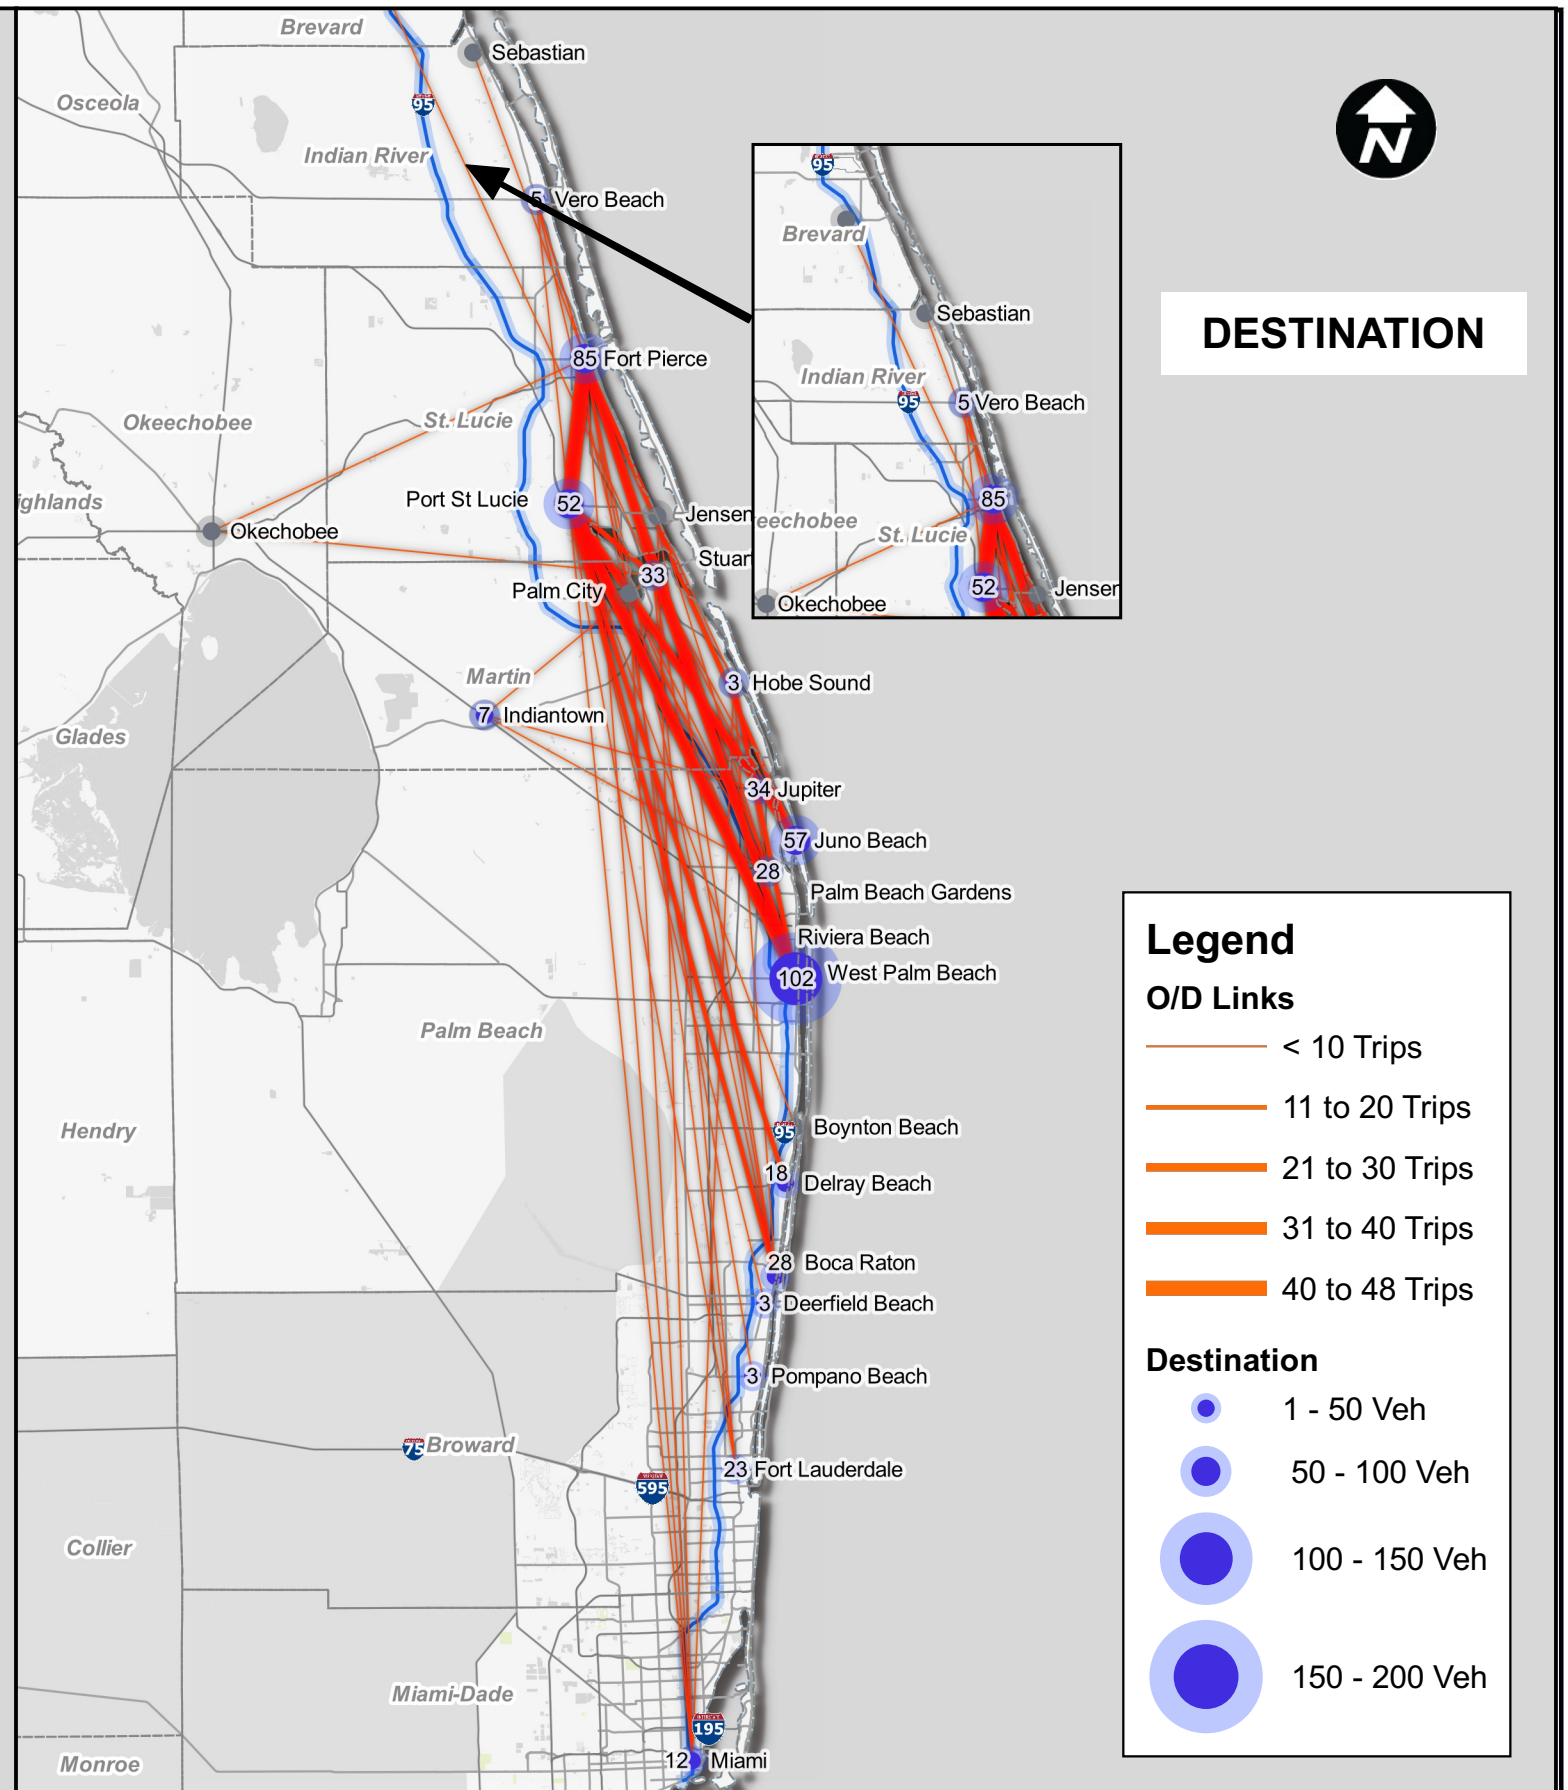 Brevard
Sebastian
Osceola
95
Indian River
5 Vero Beach
95
Brevard
Sebastian
Indian River
95
5 Vero Beach
85
eechobee
St. Lucie
52
Jensen
Okechobee
N
DESTINATION
85 Fort Pierce
Okeechobee
St. Lucie
ighlands
Port St Lucie
52
Jensen
Okechobee
Stuar
33
Palm City
Martin
3 Hobe Sound
7 Indiantown
Glades
34 Jupiter
57 Juno Beach
28
Palm Beach Gardens
Riviera Beach
102 West Palm Beach
Palm Beach
Hendry
95
Boynton Beach
18
Delray Beach
28 Boca Raton
3 Deerfield Beach
3 Pompano Beach
75 Broward
23 Fort Lauderdale
595
Collier
Miami-Dade
INTERSTATE
195
12 Miami
Monroe
Legend
O/D Links
< 10 Trips
11 to 20 Trips
21 to 30 Trips
31 to 40 Trips
40 to 48 Trips
Destination
1 - 50 Veh
50 - 100 Veh
100 - 150 Veh
150 - 200 Veh